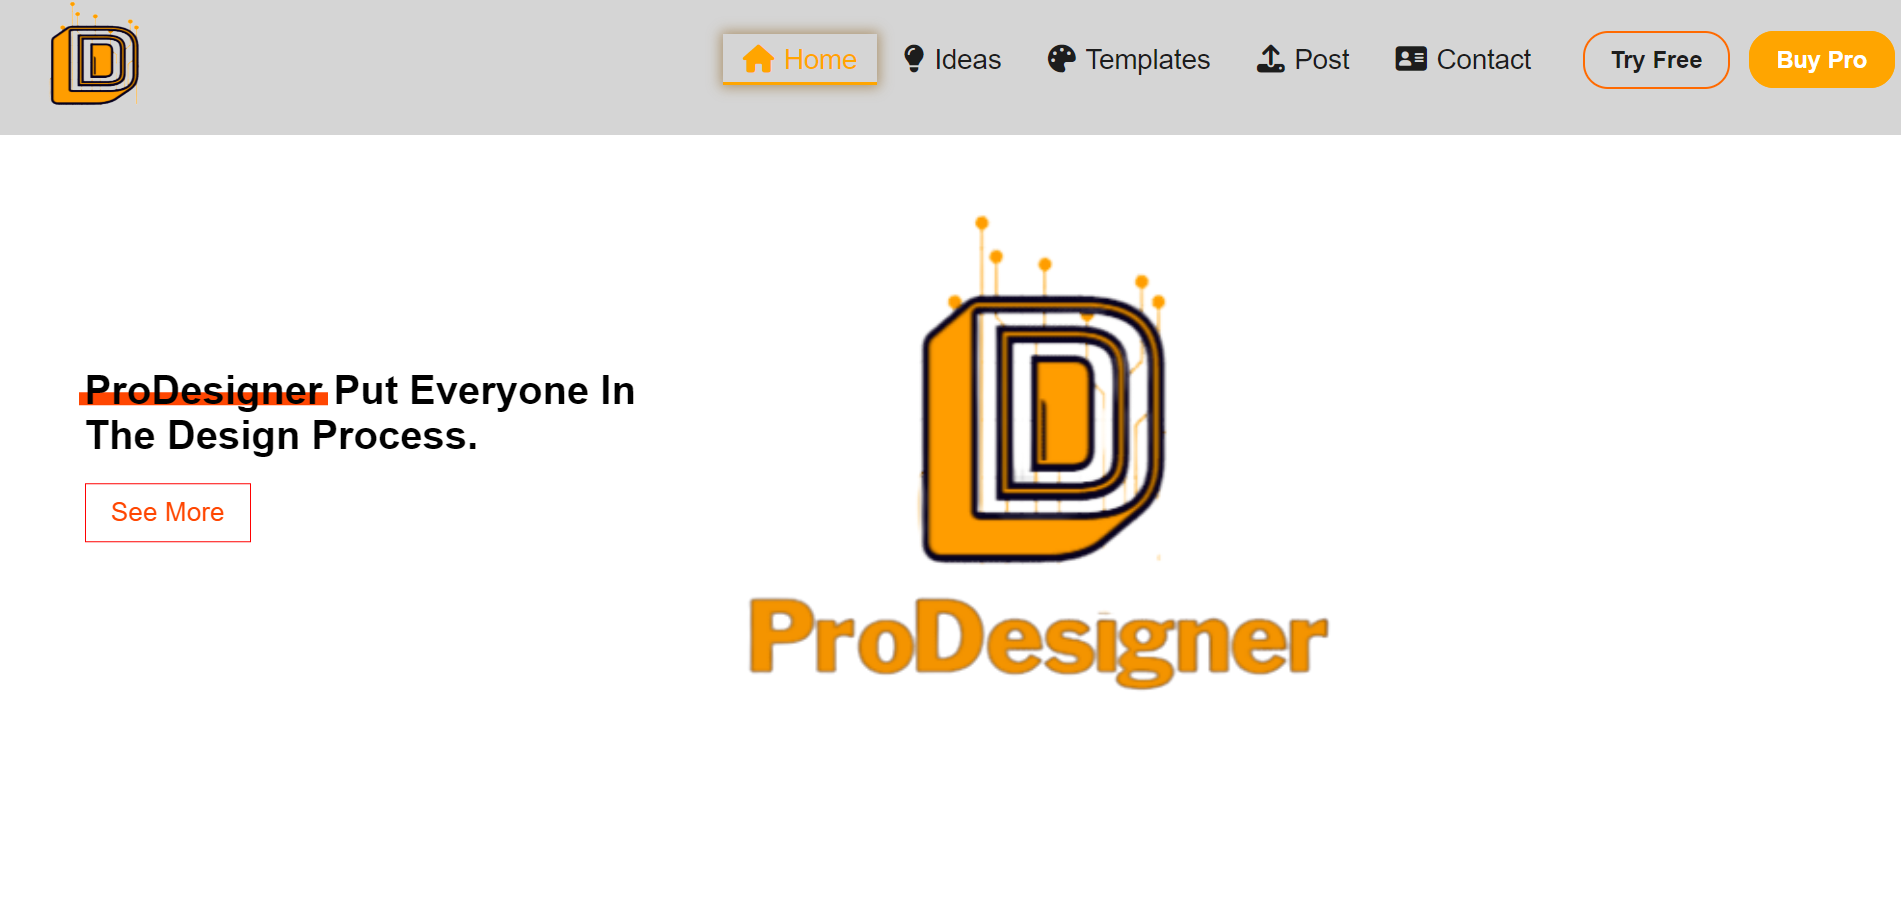 D
Home Ideas Templates Post Contact Try Free Buy Pro
ProDesigner Put Everyone In
The Design Process.
See More
D
ProDesigner